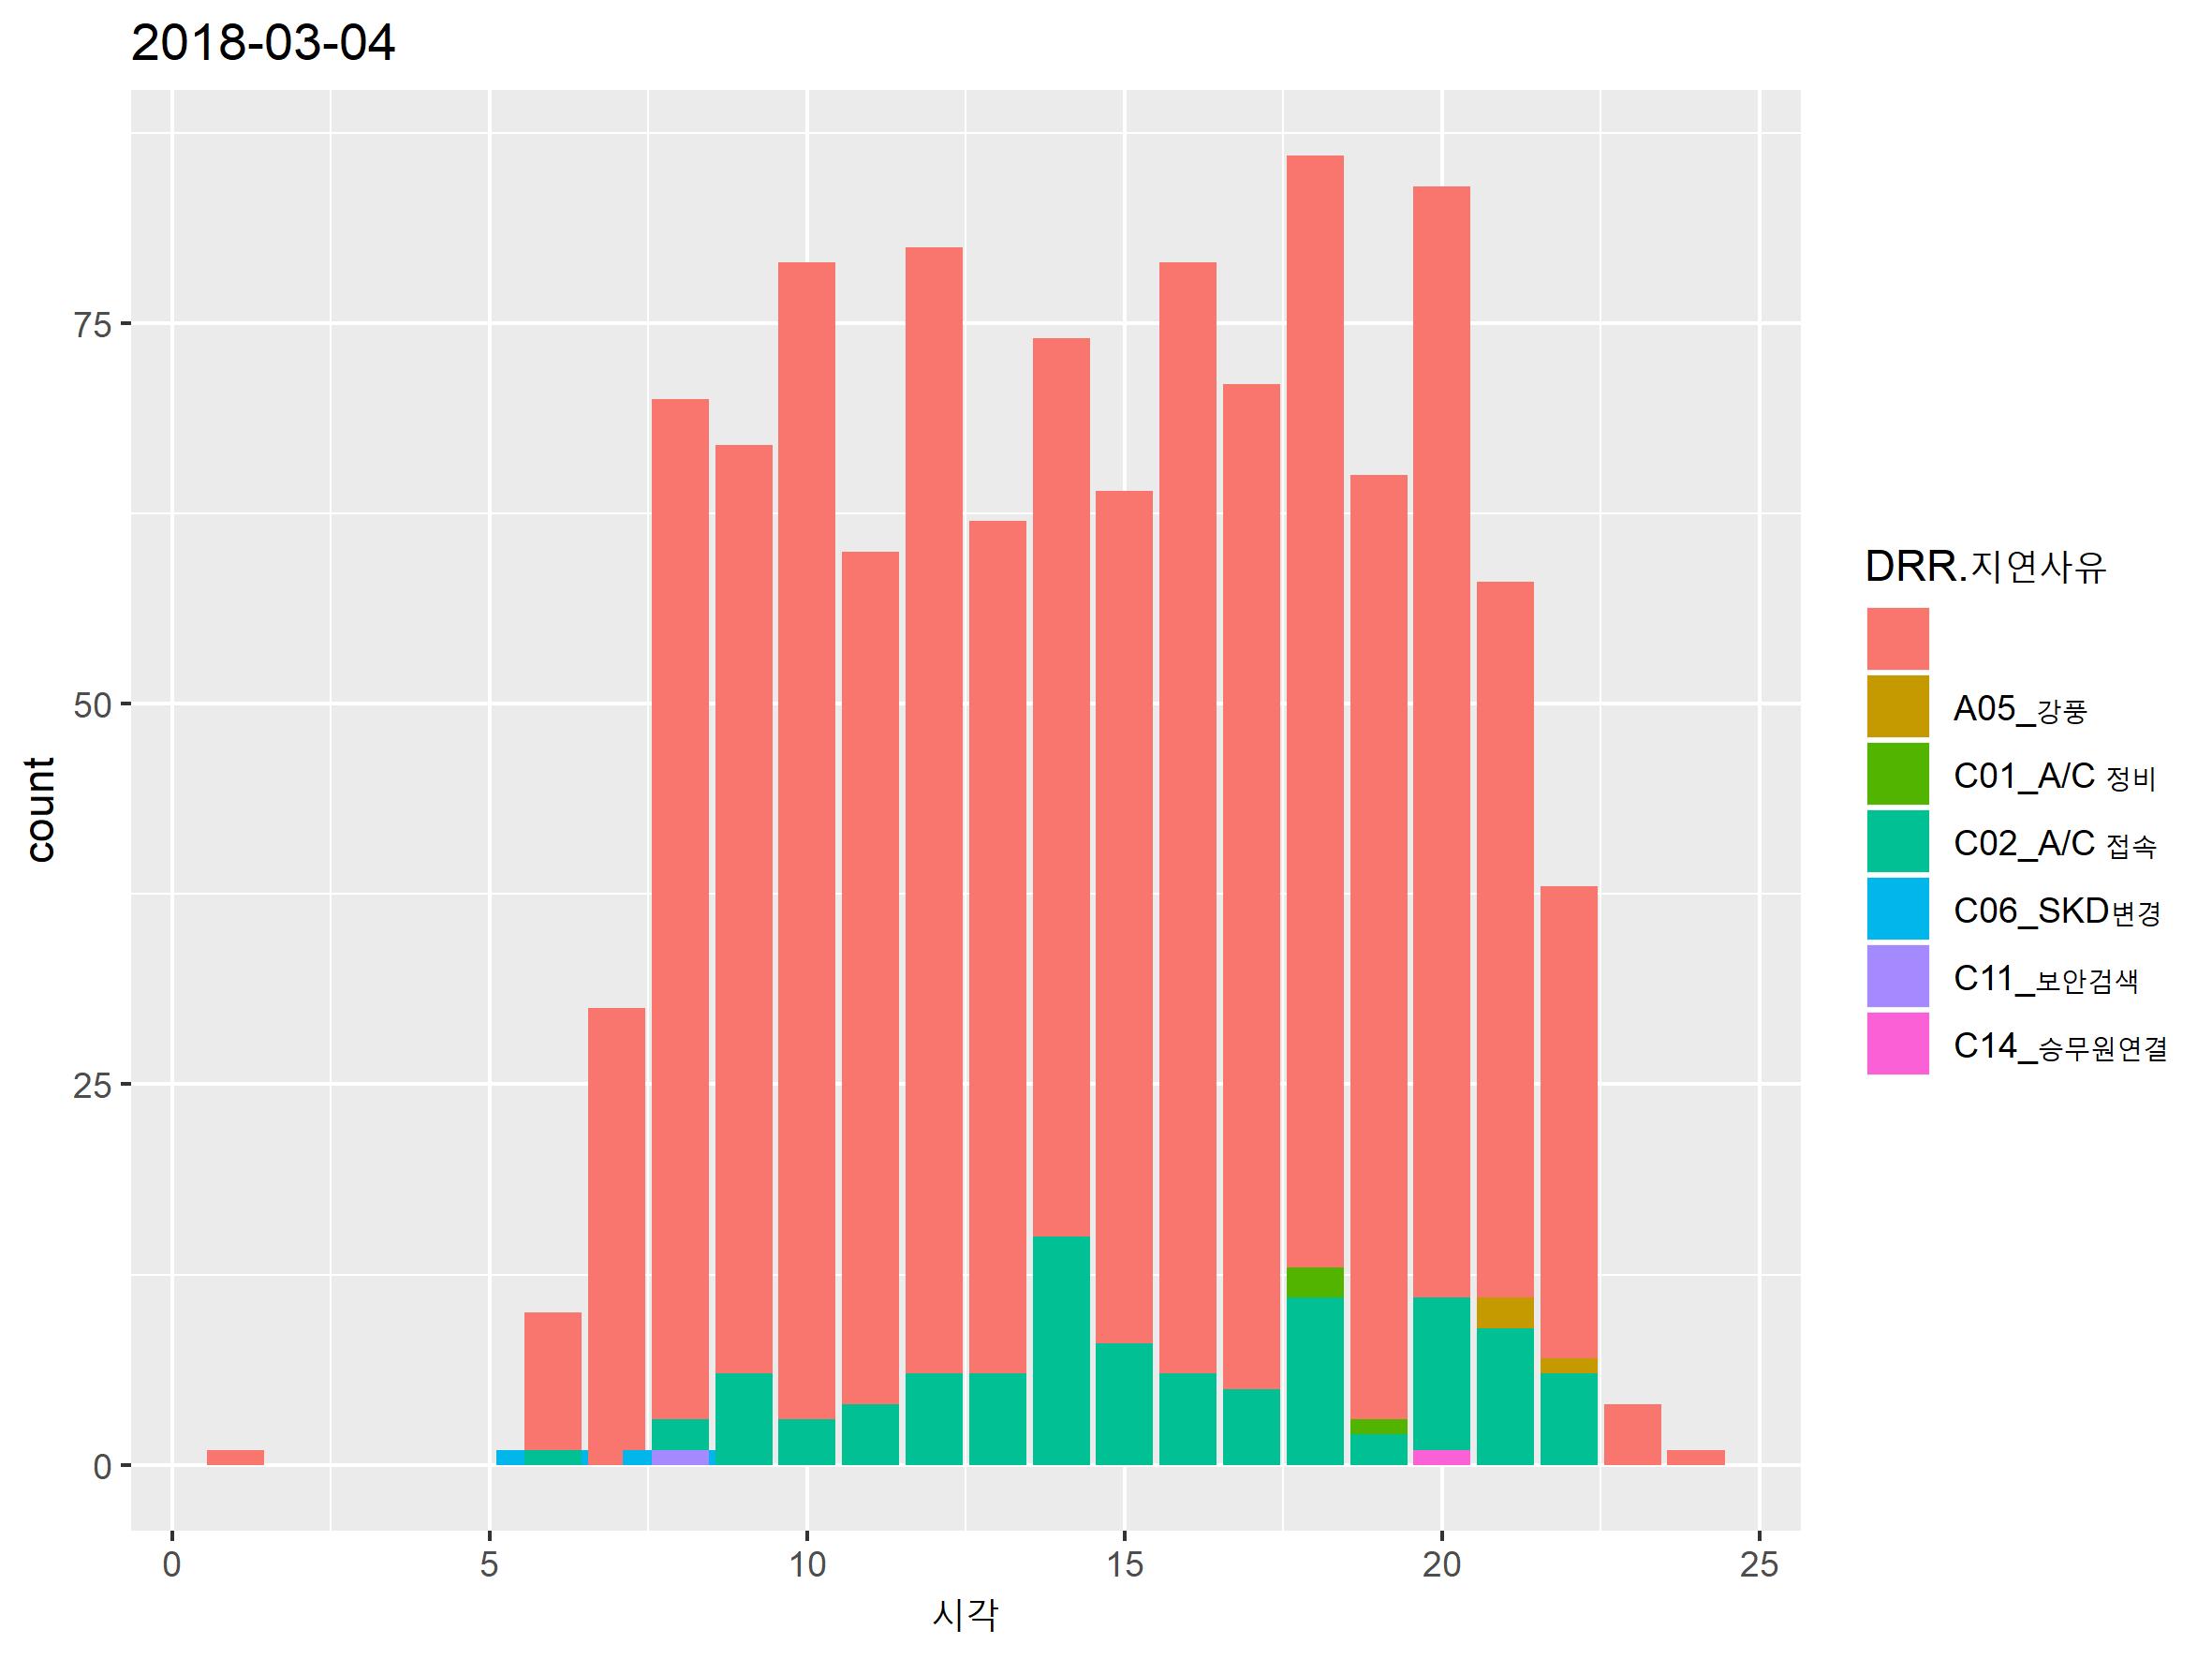 2018-03-04
count
75
50
25
0
0 5 10 15 20 25
시각
DRR.지연사유
A05_강풍
C01_A/C 정비
C02_A/C 접속
C06_SKD변경
C11_보안검색
C14_승무원연결